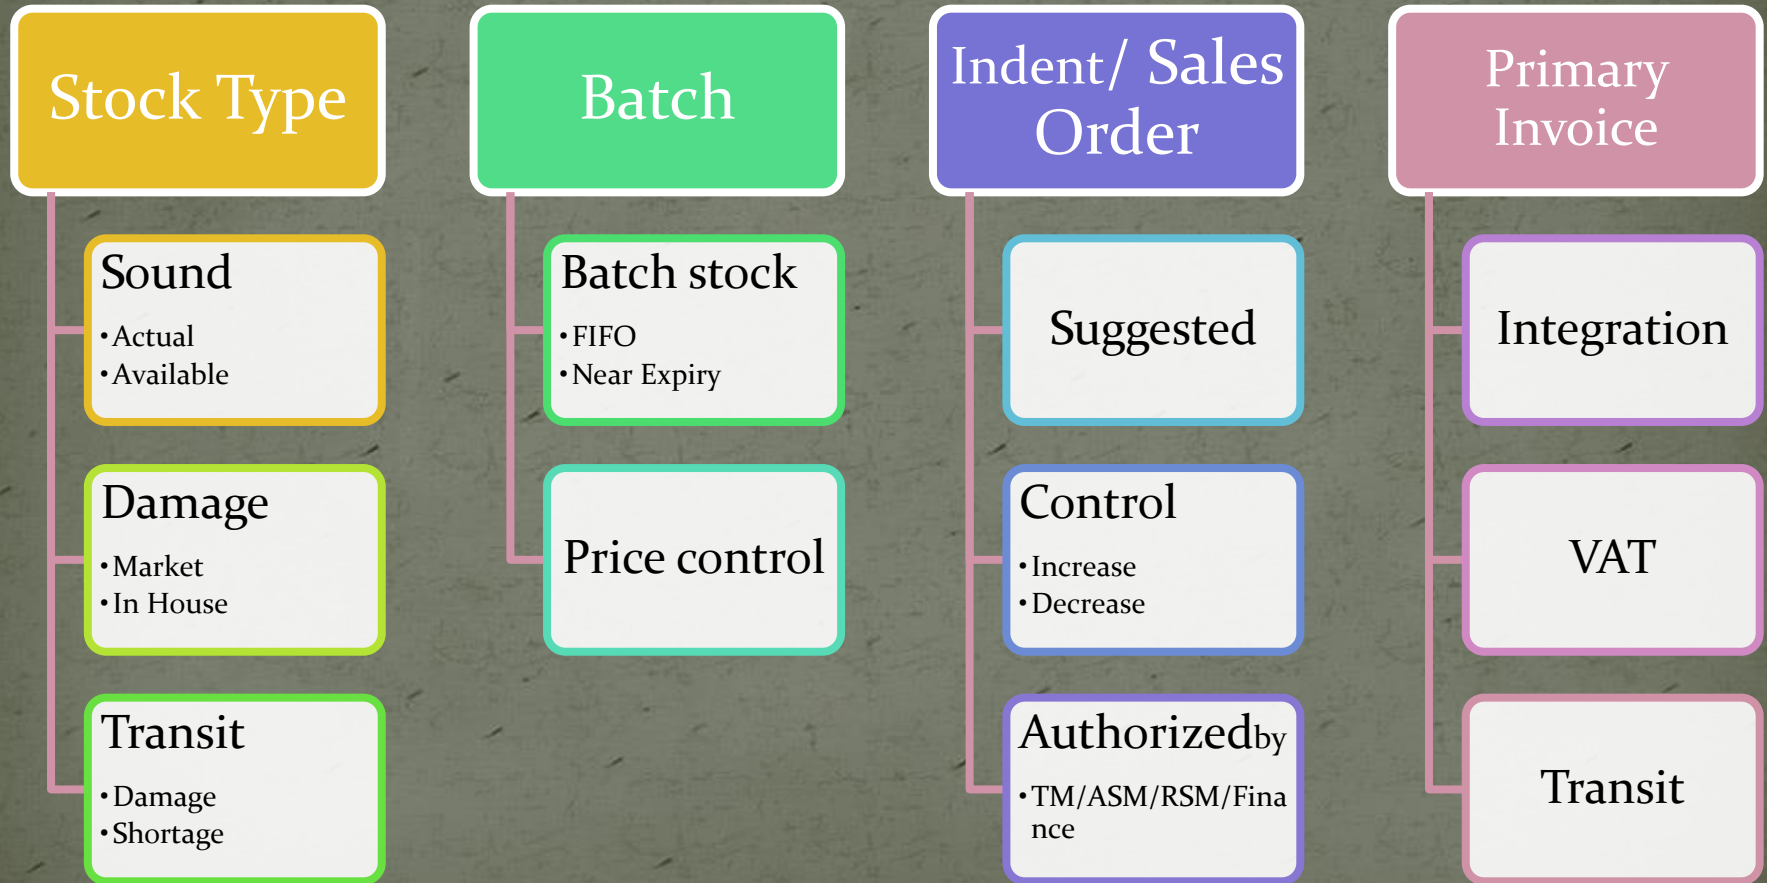 Stock Type
Sound
•Actual
•Available
Damage
•Market
•In House
Transit
•Damage
•Shortage
Batch
Batch stock
•FIFO
•Near Expiry
Price control
Indent/ Sales
Order
Suggested
Control
•Increase
•Decrease
Authorizedby
•TM/ASM/RSM/Fina
nce
Primary
Invoice
Integration
VAT
Transit